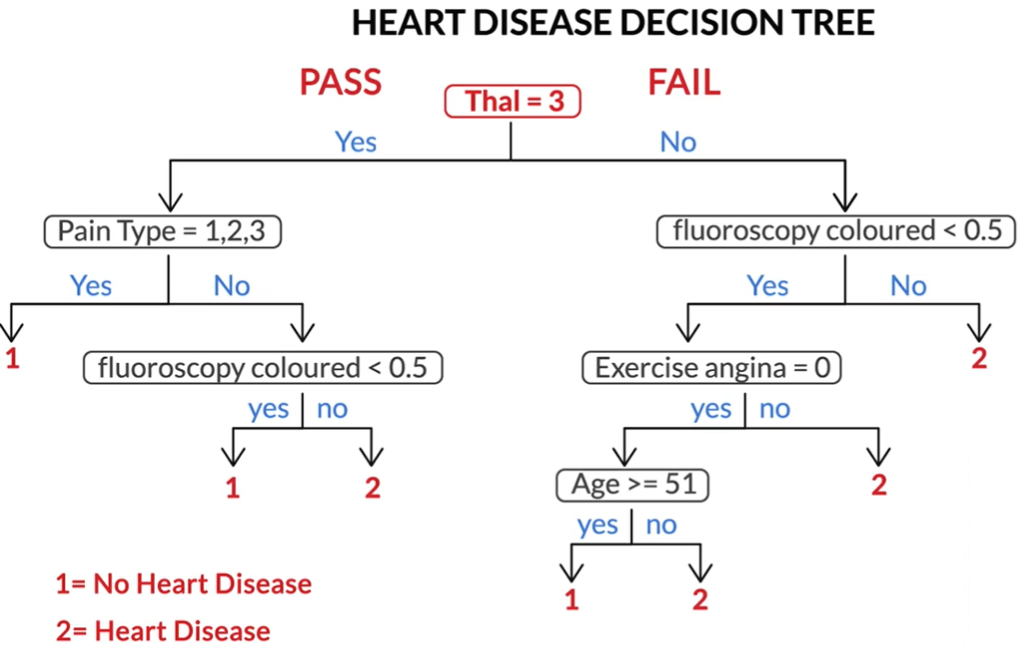 HEART DISEASE DECISION TREE
PASS
FAIL
Thal = 3
Yes
No
Pain Type = 1,2,3
fluoroscopy coloured < 0.5
Yes
No
Yes
No
1
fluoroscopy coloured < 0.5
Exercise angina = 0
2
yes
no
yes
no
1
2
Age >= 51
2
yes
no
1
2
1= No Heart Disease
2= Heart Disease